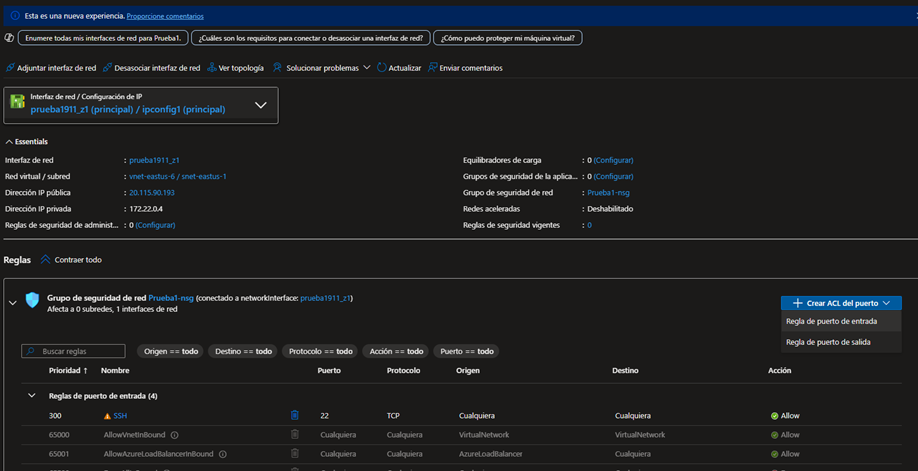 Esta es una nueva experiencia. Proporcione comentarios
Enumere todas mis interfaces de red para Prueba1. ¿Cuáles son los requisitos para conectar o desasociar una interfaz de red? ¿Cómo puedo proteger mi máquina virtual?
Adjuntar interfaz de red Desasociar interfaz de red Ver topología Solucionar problemas Actualizar Enviar comentarios
Interfaz de red / Configuración de IP
prueba1911_z1 (principal) / ipconfig1 (principal)
Essentials
Interfaz de red : prueba1911_z1 Equilibradores de carga : 0 (Configurar)
Red virtual / subred : vnet-eastus-6 / snet-eastus-1 Grupos de seguridad de la aplica... : 0 (Configurar)
Dirección IP pública : 20.115.90.193 Grupo de seguridad de red : Prueba1-nsg
Dirección IP privada : 172.22.0.4 Redes aceleradas : Deshabilitado
Reglas de seguridad de administ... : 0 (Configurar) Reglas de seguridad vigentes : 0
Reglas Contraer todo
Grupo de seguridad de red Prueba1-nsg (conectado a networkInterface: prueba1911_z1)
Afecta a 0 subredes, 1 interfaces de red
Crear ACL del puerto
Regla de puerto de entrada
Regla de puerto de salida
Buscar reglas Origen == todo Destino == todo Protocolo == todo Acción == todo Puerto == todo
Prioridad ↑ Nombre Puerto Protocolo Origen Destino Acción
Reglas de puerto de entrada (4)
300 SSH 22 TCP Cualquiera Cualquiera Allow
65000 AllowVnetInBound Cualquiera Cualquiera VirtualNetwork VirtualNetwork Allow
65001 AllowAzureLoadBalancerInBound Cualquiera Cualquiera AzureLoadBalancer Cualquiera Allow